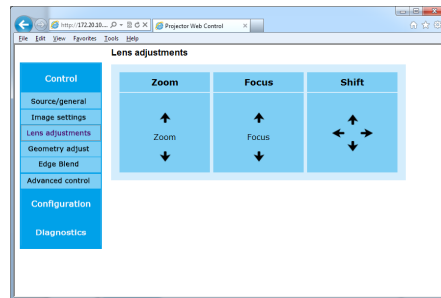 http://172.20.10....
Projector Web Control
File Edit View Favorites Tools Help
Lens adjustments
Control
Source/general
Image settings
Lens adjustments
Geometry adjust
Edge Blend
Advanced control
Configuration
Diagnostics
Zoom Focus Shift
Zoom Focus